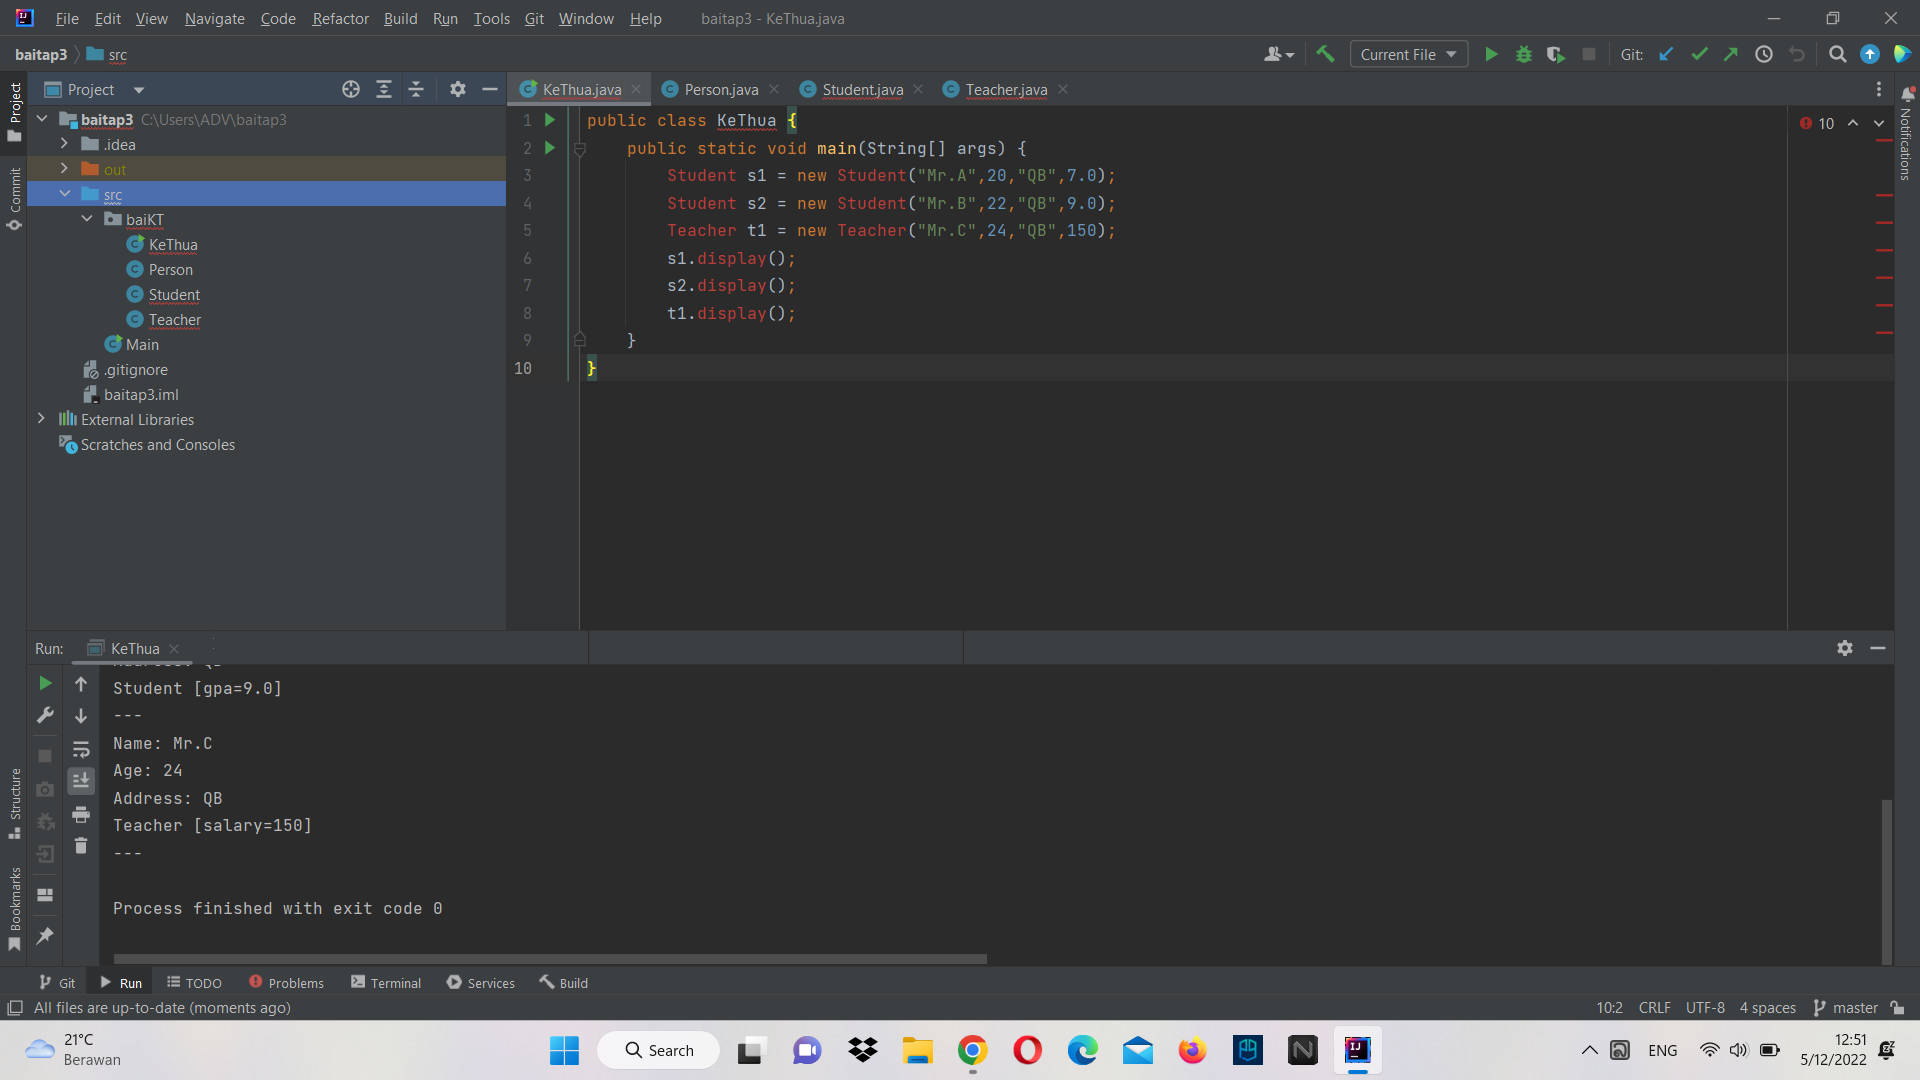 File Edit View Navigate Code Refactor Build Run Tools Git Window Help baitap3 - KeThua.java
baitap3 src
Current File Git:
Project
KeThua.java Person.java Student.java Teacher.java
Project
Commit
Structure
Bookmarks
Notifications
baitap3 C:\Users\ADV\baitap3
.idea
out
src
baiKT
KeThua
Person
Student
Teacher
Main
.gitignore
baitap3.iml
External Libraries
Scratches and Consoles
10
1 public class KeThua {
2 public static void main(String[] args) {
3 Student s1 = new Student("Mr.A",20,"QB",7.0);
4 Student s2 = new Student("Mr.B",22,"QB",9.0);
5 Teacher t1 = new Teacher("Mr.C",24,"QB",150);
6 s1.display();
7 s2.display();
8 t1.display();
9 }
10 }
Run: KeThua
Student [gpa=9.0]
---
Name: Mr.C
Age: 24
Address: QB
Teacher [salary=150]
---
Process finished with exit code 0
Git Run TODO Problems Terminal Services Build
All files are up-to-date (moments ago) 10:2 CRLF UTF-8 4 spaces master
21°C
Berawan
Search
ENG
12:51
5/12/2022